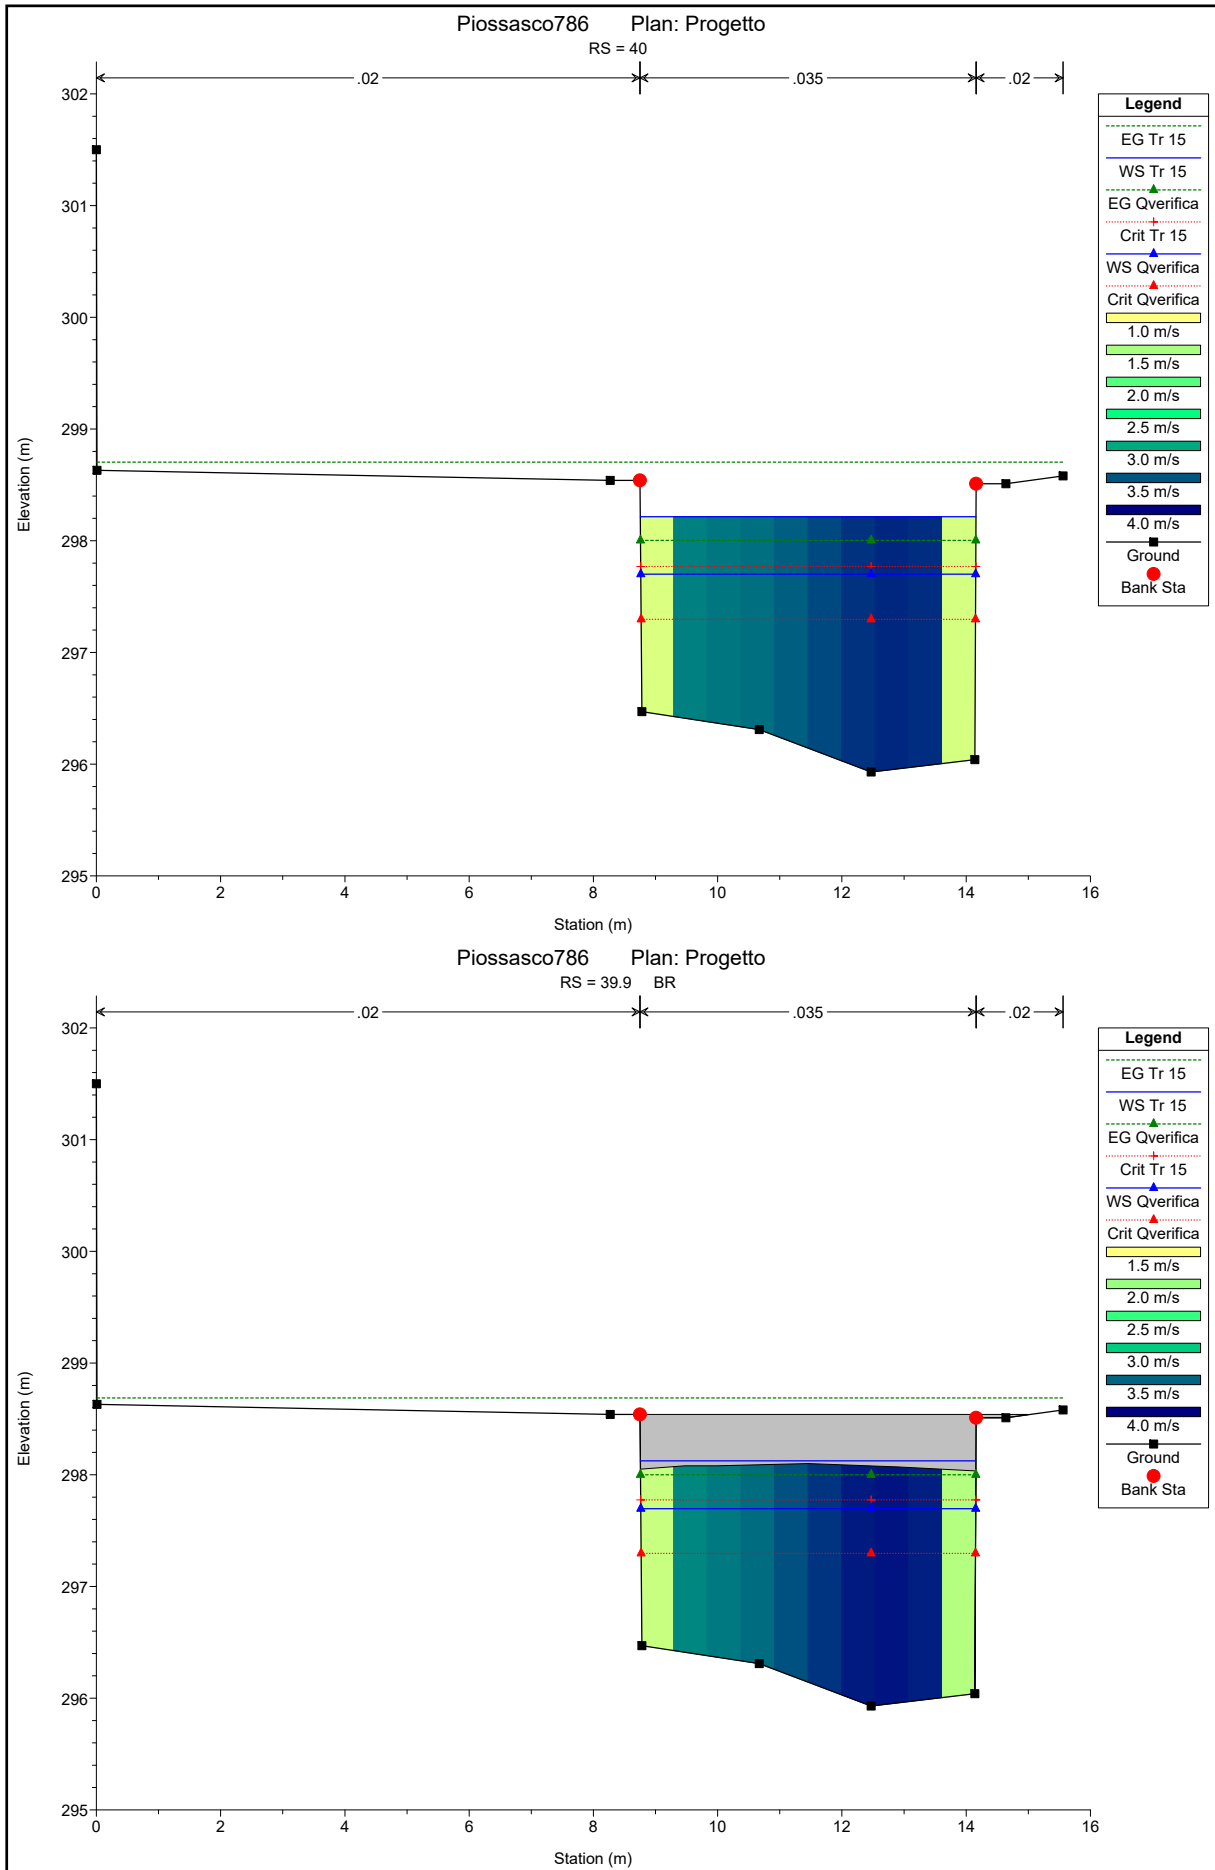 Piossasco786 Plan: Progetto
RS = 40
.02 .035 .02
302
301
300
299
298
297
296
295
Elevation (m)
0 2 4 6 8 10 12 14 16
Station (m)
Legend
EG Tr 15
WS Tr 15
EG Qverifica
Crit Tr 15
WS Qverifica
Crit Qverifica
1.0 m/s
1.5 m/s
2.0 m/s
2.5 m/s
3.0 m/s
3.5 m/s
4.0 m/s
Ground
Bank Sta
Piossasco786 Plan: Progetto
RS = 39.9 BR
.02 .035 .02
302
301
300
299
298
297
296
295
Elevation (m)
0 2 4 6 8 10 12 14 16
Station (m)
Legend
EG Tr 15
WS Tr 15
EG Qverifica
Crit Tr 15
WS Qverifica
Crit Qverifica
1.5 m/s
2.0 m/s
2.5 m/s
3.0 m/s
3.5 m/s
4.0 m/s
Ground
Bank Sta